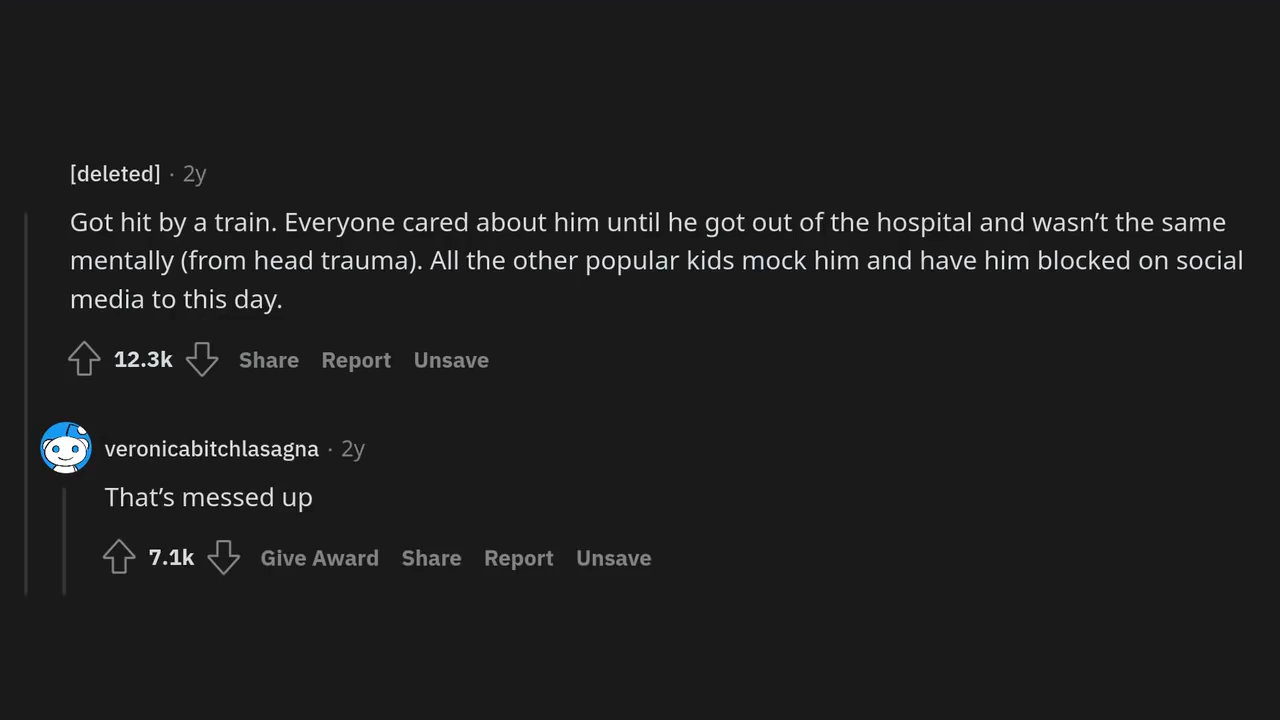 [deleted] · 2y
Got hit by a train. Everyone cared about him until he got out of the hospital and wasn’t the same
mentally (from head trauma). All the other popular kids mock him and have him blocked on social
media to this day.
12.3k Share Report Unsave
veronicabitchlasagna · 2y
That’s messed up
7.1k Give Award Share Report Unsave